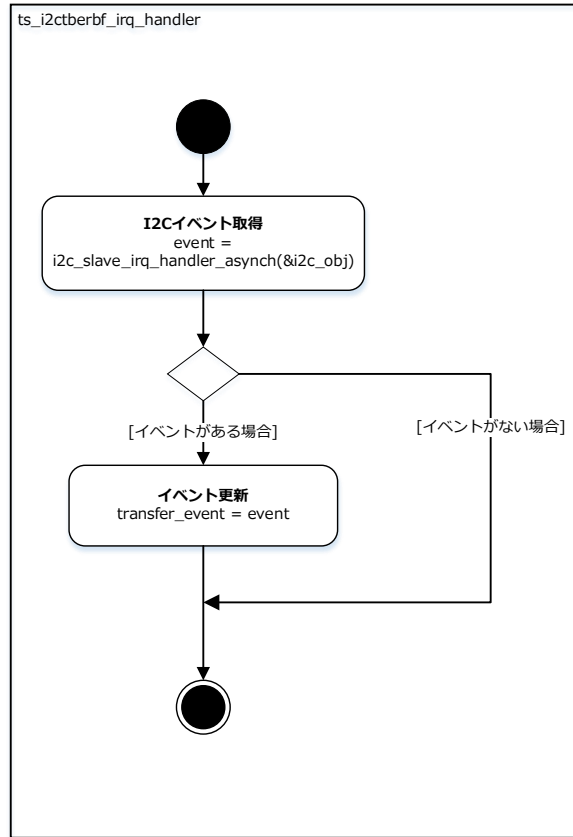 ts_i2ctberbf_irq_handler
I2Cイベント取得
event =
i2c_slave_irq_handler_asynch(&i2c_obj)
[イベントがある場合]
[イベントがない場合]
イベント更新
transfer_event = event